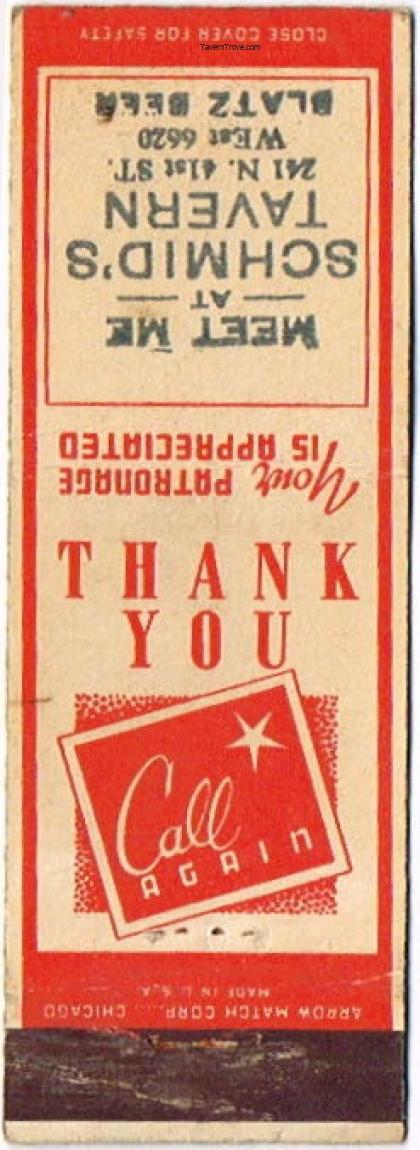 CLOSE COVER FOR SAFETY
TavernTrove.com
BLATZ BEER
WEst 6620
241 N. 41st ST.
TAVERN
SCHMID'S
— AT —
MEET ME
Your PATRONAGE
IS APPRECIATED
THANK
YOU
Call
AGAIN
ARROW MATCH CORP... CHICAGO
MADE IN U.S.A.